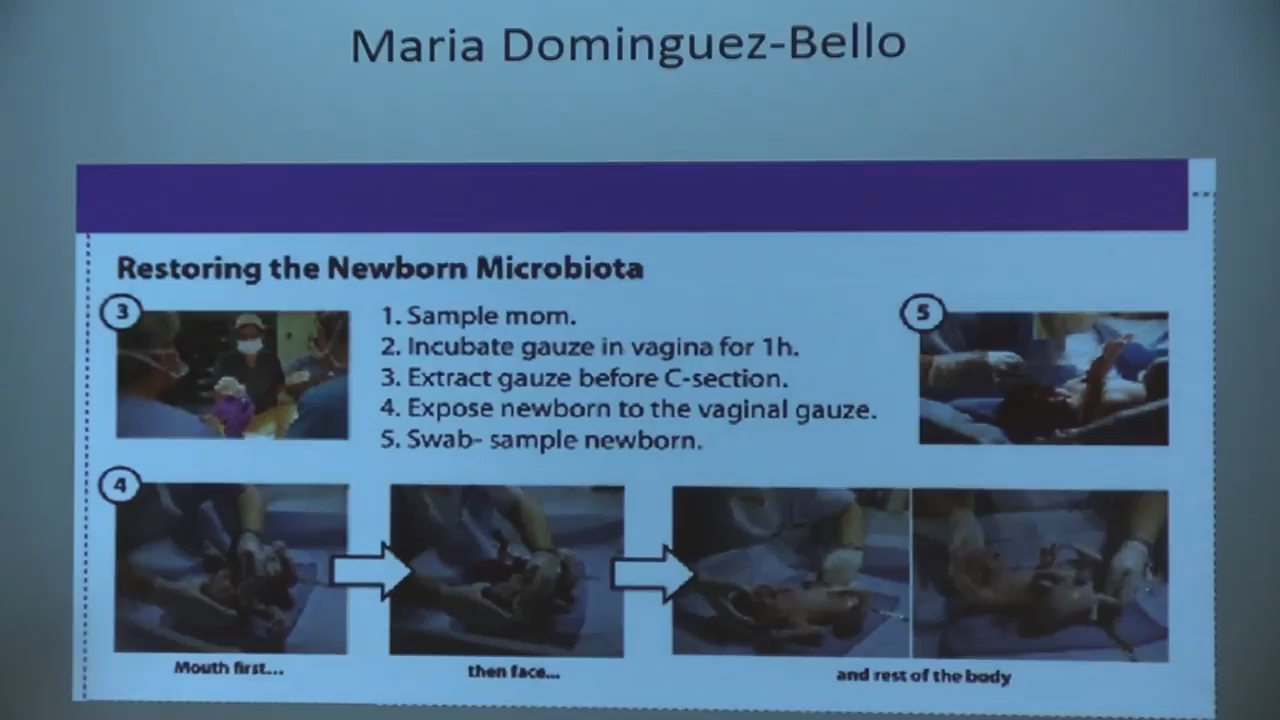 Maria Dominguez-Bello
Restoring the Newborn Microbiota
3
1. Sample mom.
2. Incubate gauze in vagina for 1h.
3. Extract gauze before C-section.
4. Expose newborn to the vaginal gauze.
5. Swab- sample newborn.
5
4
Mouth first...
then face...
and rest of the body